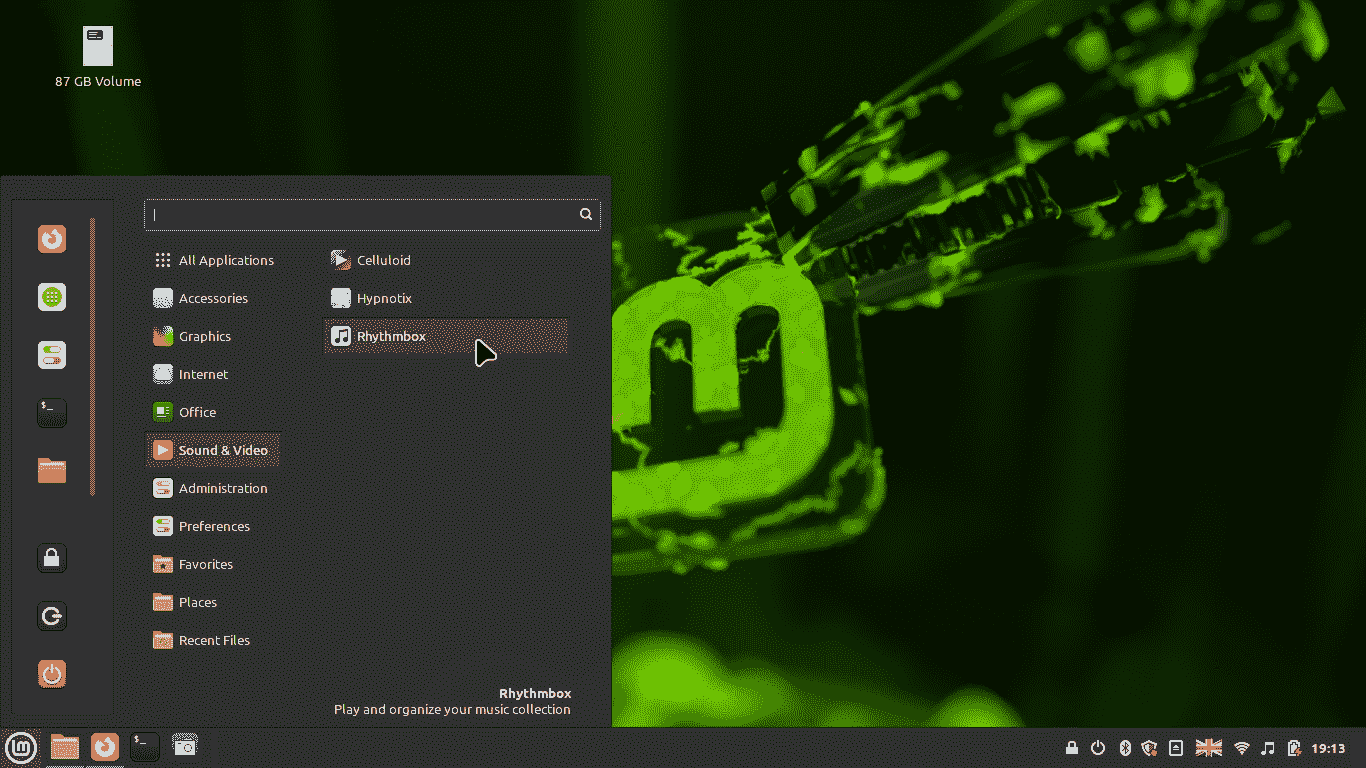 87 GB Volume
All Applications
Accessories
Graphics
Internet
Office
Sound & Video
Administration
Preferences
Favorites
Places
Recent Files
Celluloid
Hypnotix
Rhythmbox
Rhythmbox
Play and organize your music collection
$_
$_
19:13